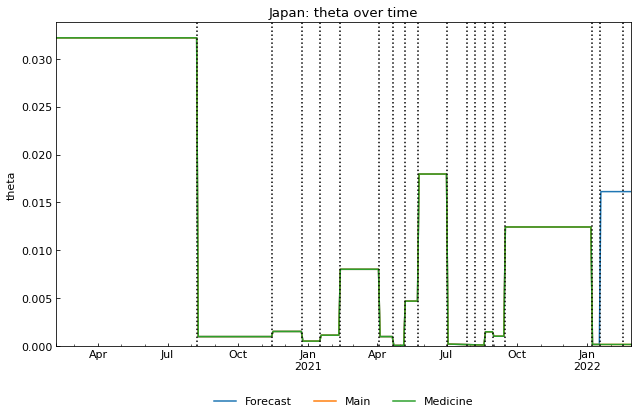 Japan: theta over time
theta
0.030
0.025
0.020
0.015
0.010
0.005
0.000
Apr Jul Oct Jan Apr Jul Oct Jan
2021 2022
Forecast Main Medicine